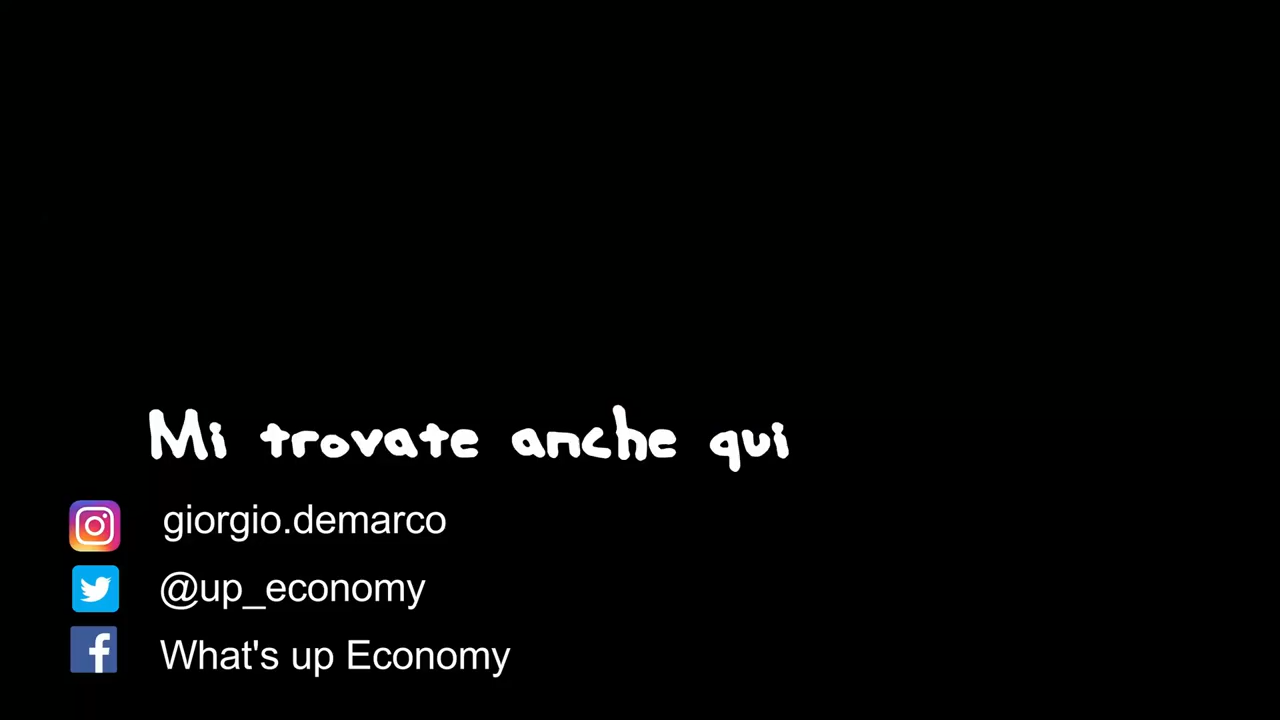 Mi trovate anche qui
giorgio.demarco
@up_economy
What's up Economy